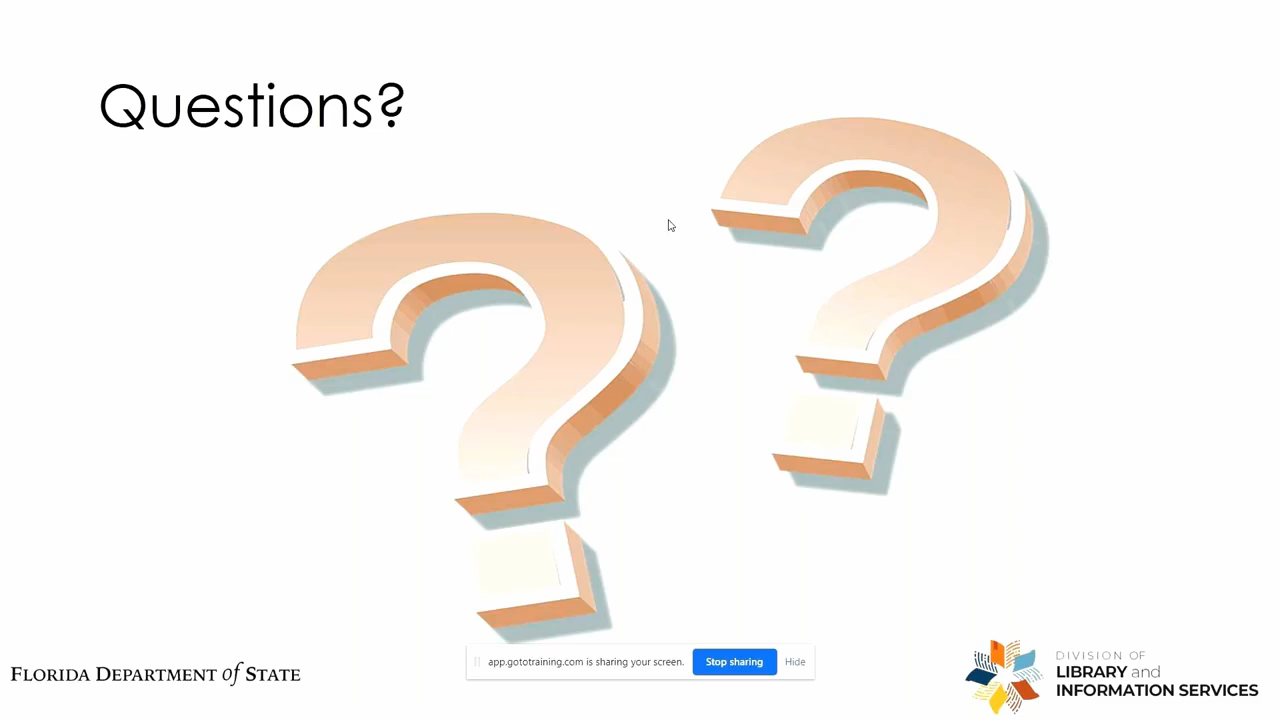 Questions?
app.gototraining.com is sharing your screen.
Stop sharing
Hide
FLORIDA DEPARTMENT of STATE
DIVISION OF
LIBRARY and
INFORMATION SERVICES